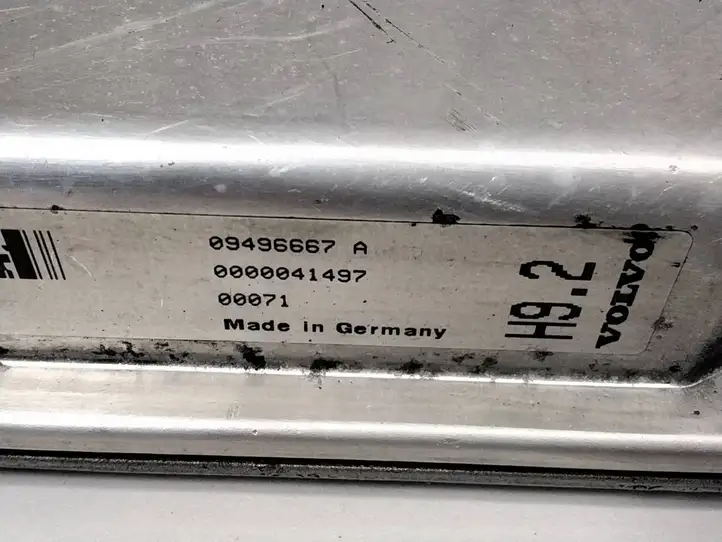 09496667 A
0000041497
00071
Made in Germany
H9.2
VOLVO